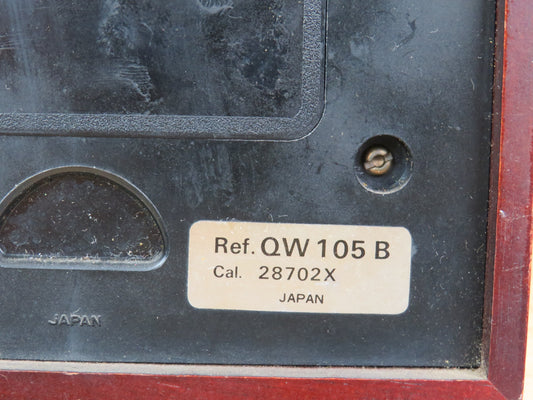 Ref. QW 105 B
Cal. 28702X
JAPAN
JAPAN